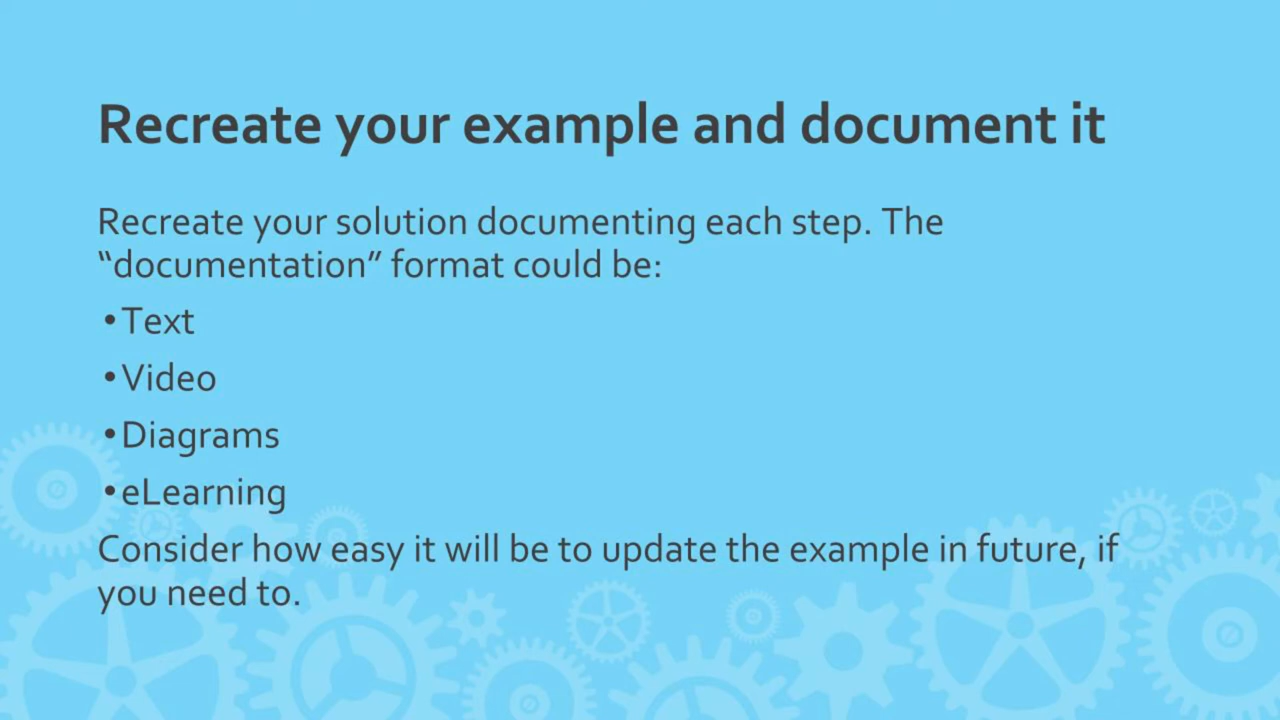 Recreate your example and document it
Recreate your solution documenting each step. The
“documentation” format could be:
•Text
•Video
•Diagrams
•eLearning
Consider how easy it will be to update the example in future, if
you need to.